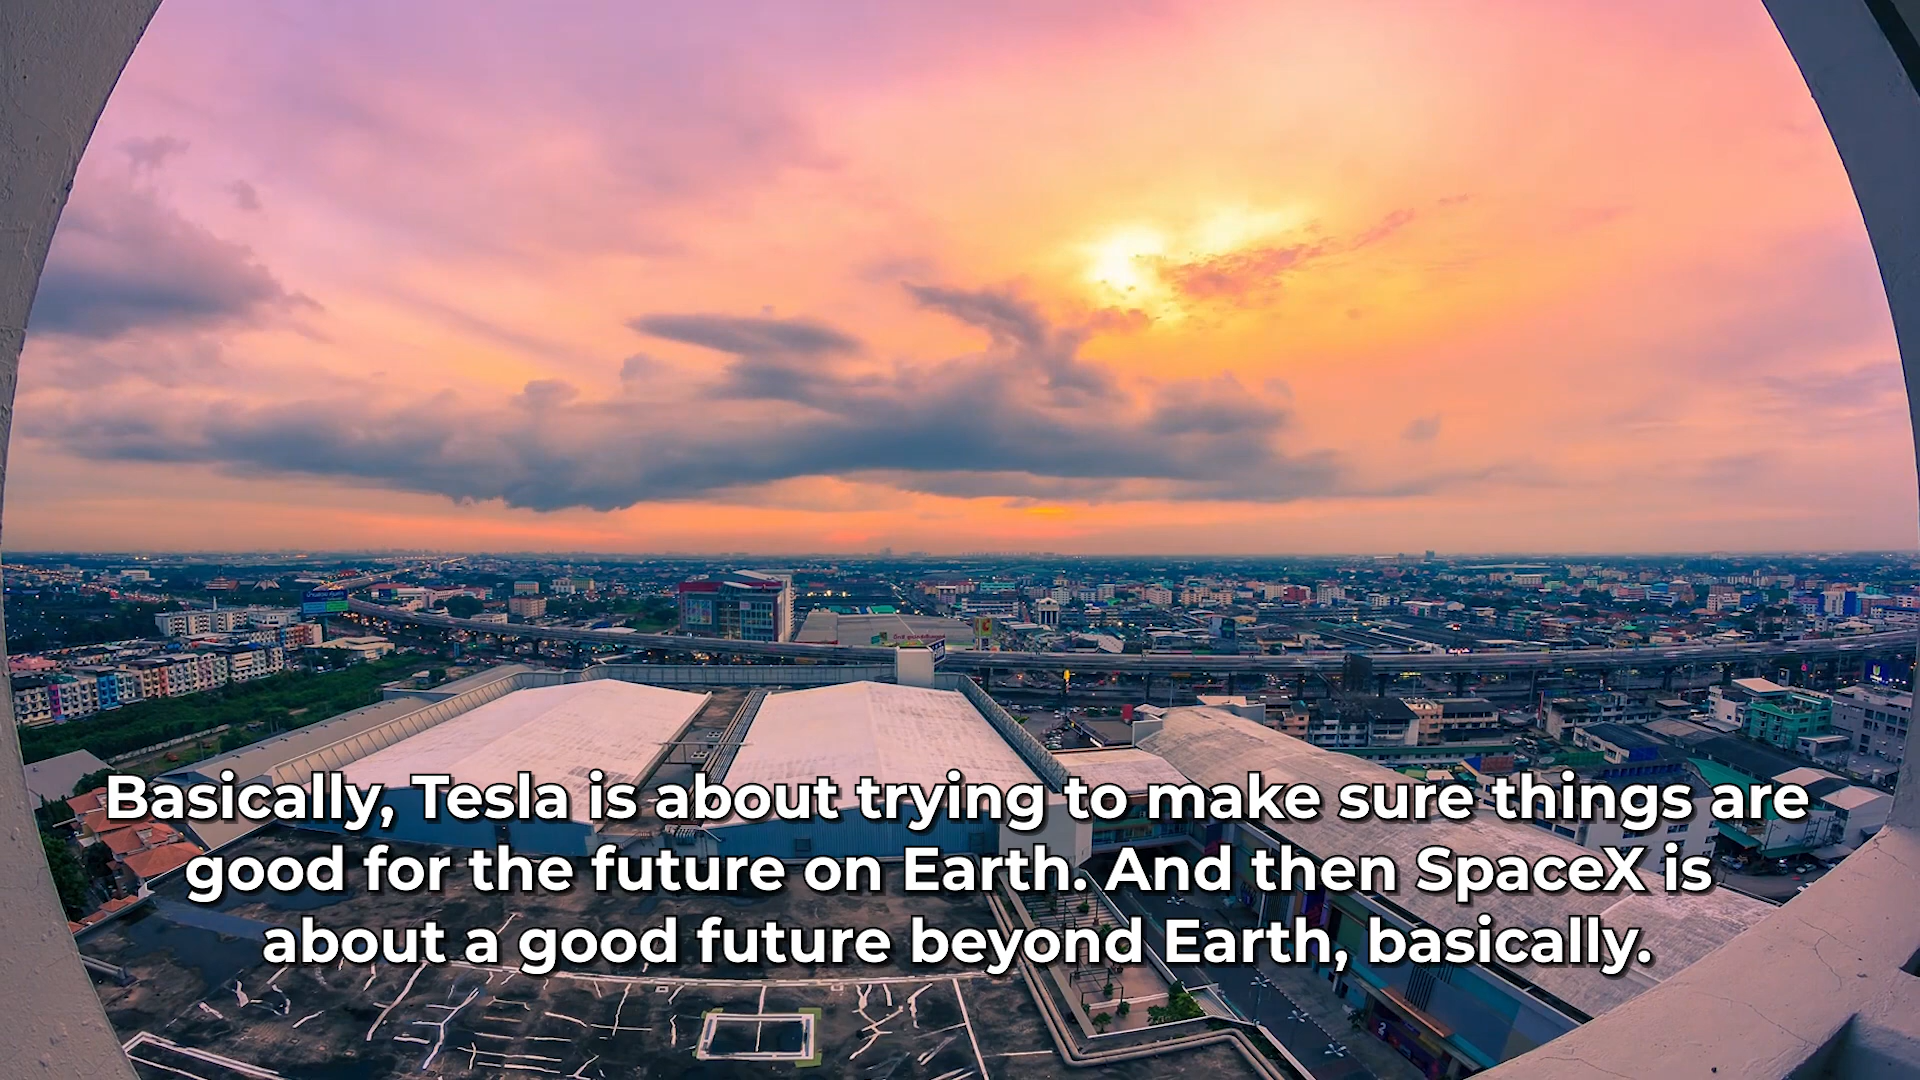 Basically, Tesla is about trying to make sure things are
good for the future on Earth. And then SpaceX is
about a good future beyond Earth, basically.